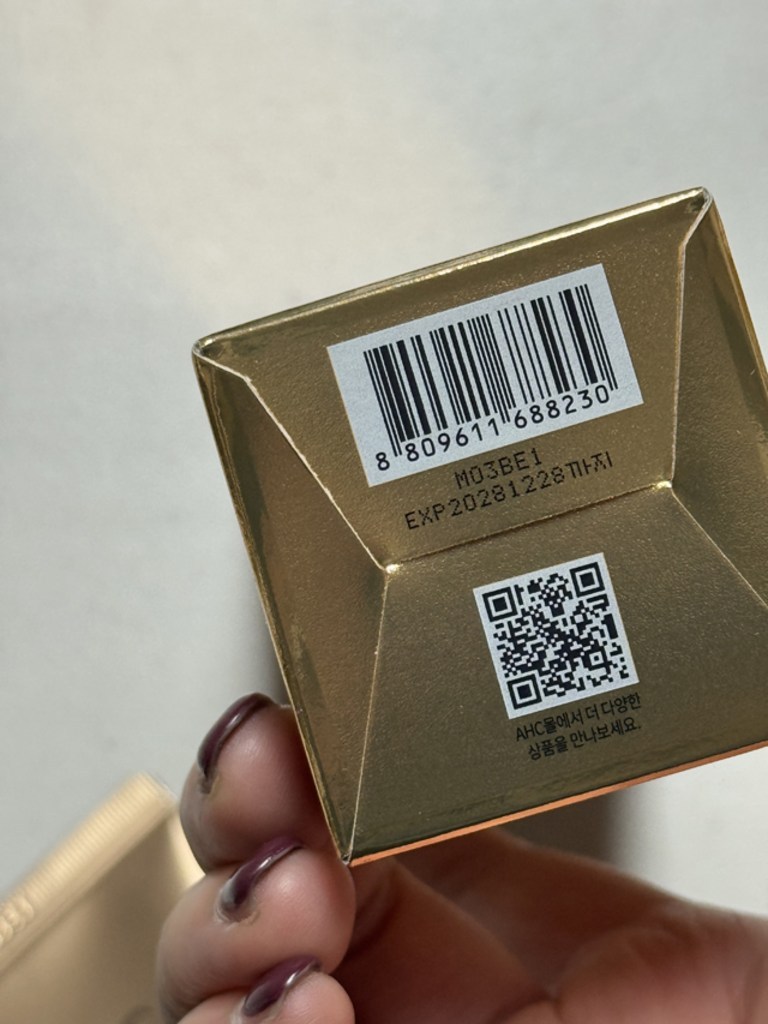 8 809611 688230
M03BE1
EXP20281228까지
AHC몰에서 더 다양한
상품을 만나보세요.